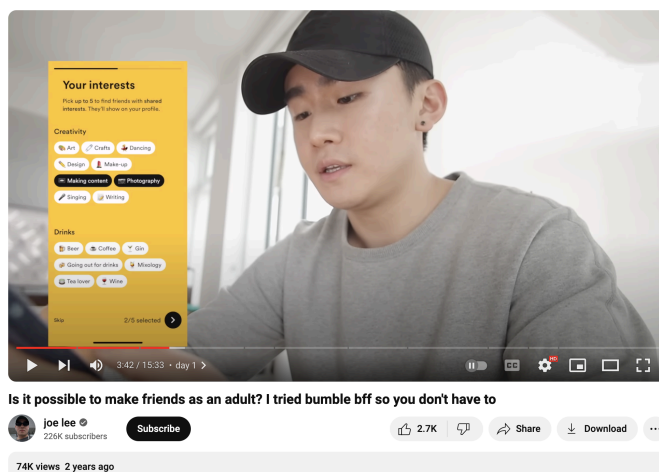 Your interests
Pick up to 5 to find friends with shared
interests. They'll show on your profile.
Creativity
Art Crafts Dancing
Design Make-up
Making content Photography
Singing Writing
Drinks
Beer Coffee Gin
Going out for drinks Mixology
Tea lover Wine
Skip 2/5 selected
3:42 / 15:33 • day 1
CC HD
Is it possible to make friends as an adult? I tried bumble bff so you don't have to
joe lee
226K subscribers
Subscribe
2.7K
Share
Download
74K views 2 years ago